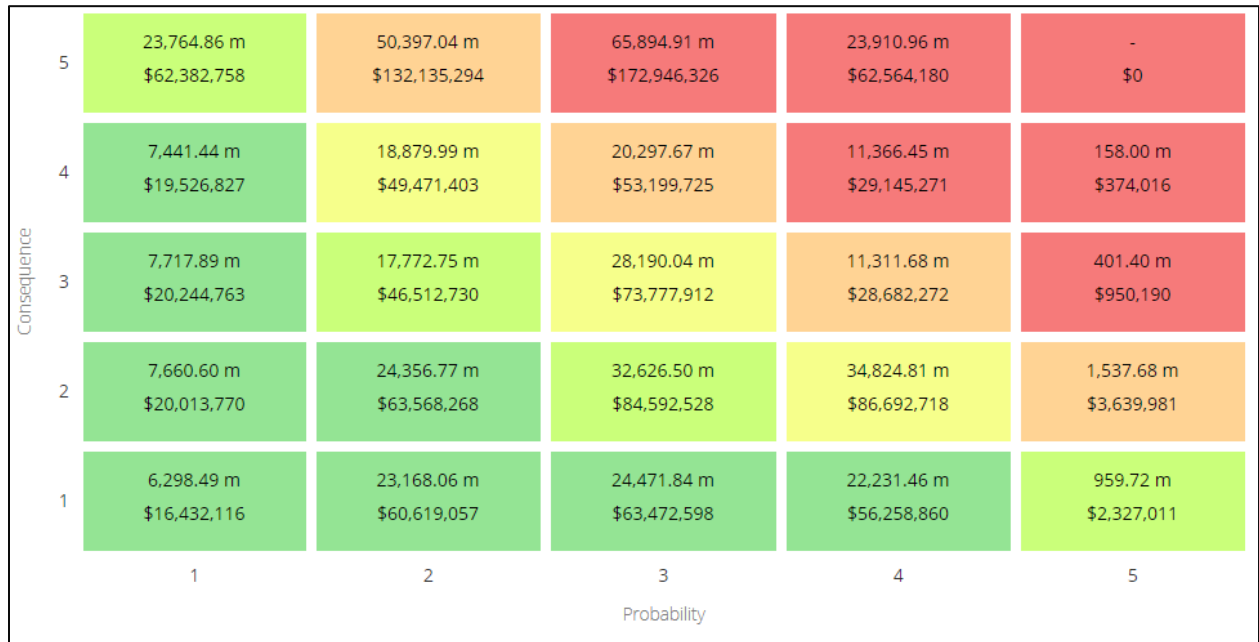 23,764.86 m
$62,382,758
50,397.04 m
$132,135,294
65,894.91 m
$172,946,326
23,910.96 m
$62,564,180
-
$0
5
7,441.44 m
$19,526,827
18,879.99 m
$49,471,403
20,297.67 m
$53,199,725
11,366.45 m
$29,145,271
158.00 m
$374,016
4
7,717.89 m
$20,244,763
17,772.75 m
$46,512,730
28,190.04 m
$73,777,912
11,311.68 m
$28,682,272
401.40 m
$950,190
3
Consequence
7,660.60 m
$20,013,770
24,356.77 m
$63,568,268
32,626.50 m
$84,592,528
34,824.81 m
$86,692,718
1,537.68 m
$3,639,981
2
6,298.49 m
$16,432,116
23,168.06 m
$60,619,057
24,471.84 m
$63,472,598
22,231.46 m
$56,258,860
959.72 m
$2,327,011
1
1
2
3
4
5
Probability